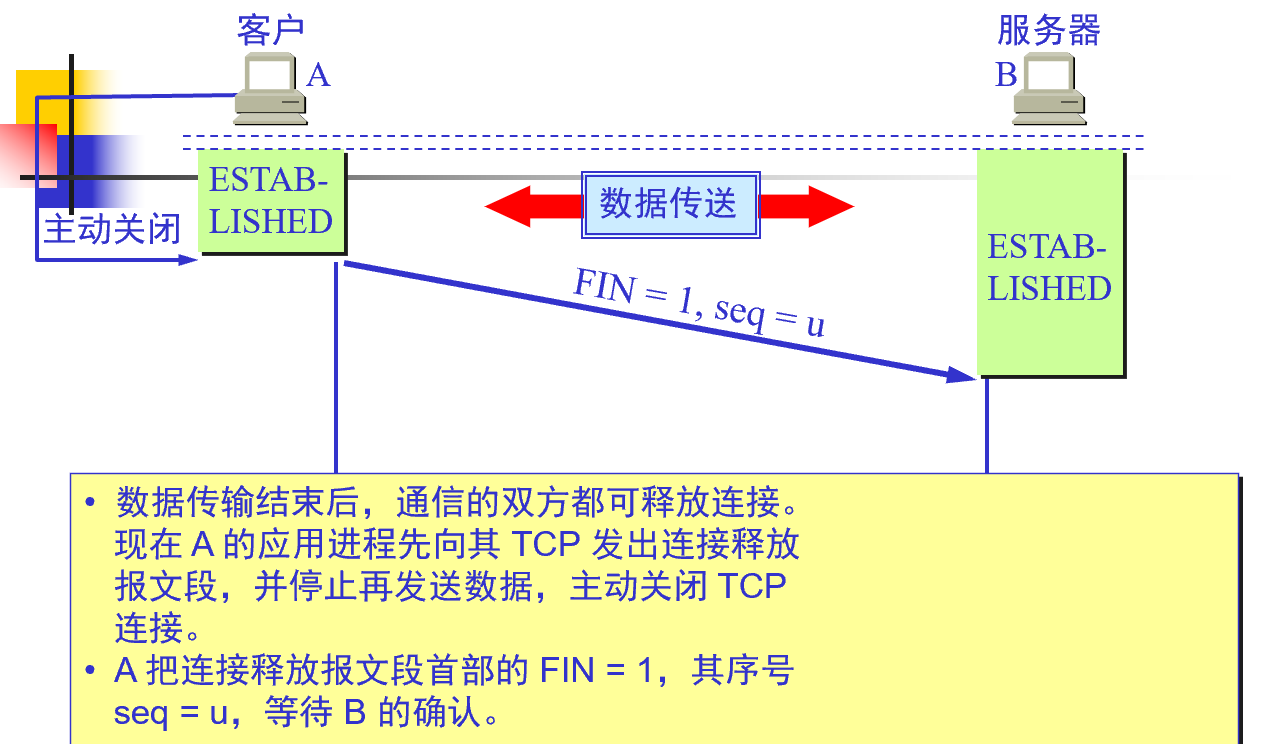 客户
服务器
A
B
ESTAB-
LISHED
数据传送
主动关闭
ESTAB-
LISHED
FIN = 1, seq = u
• 数据传输结束后，通信的双方都可释放连接。
现在 A 的应用进程先向其 TCP 发出连接释放
报文段，并停止再发送数据，主动关闭 TCP
连接。
• A 把连接释放报文段首部的 FIN = 1，其序号
seq = u，等待 B 的确认。